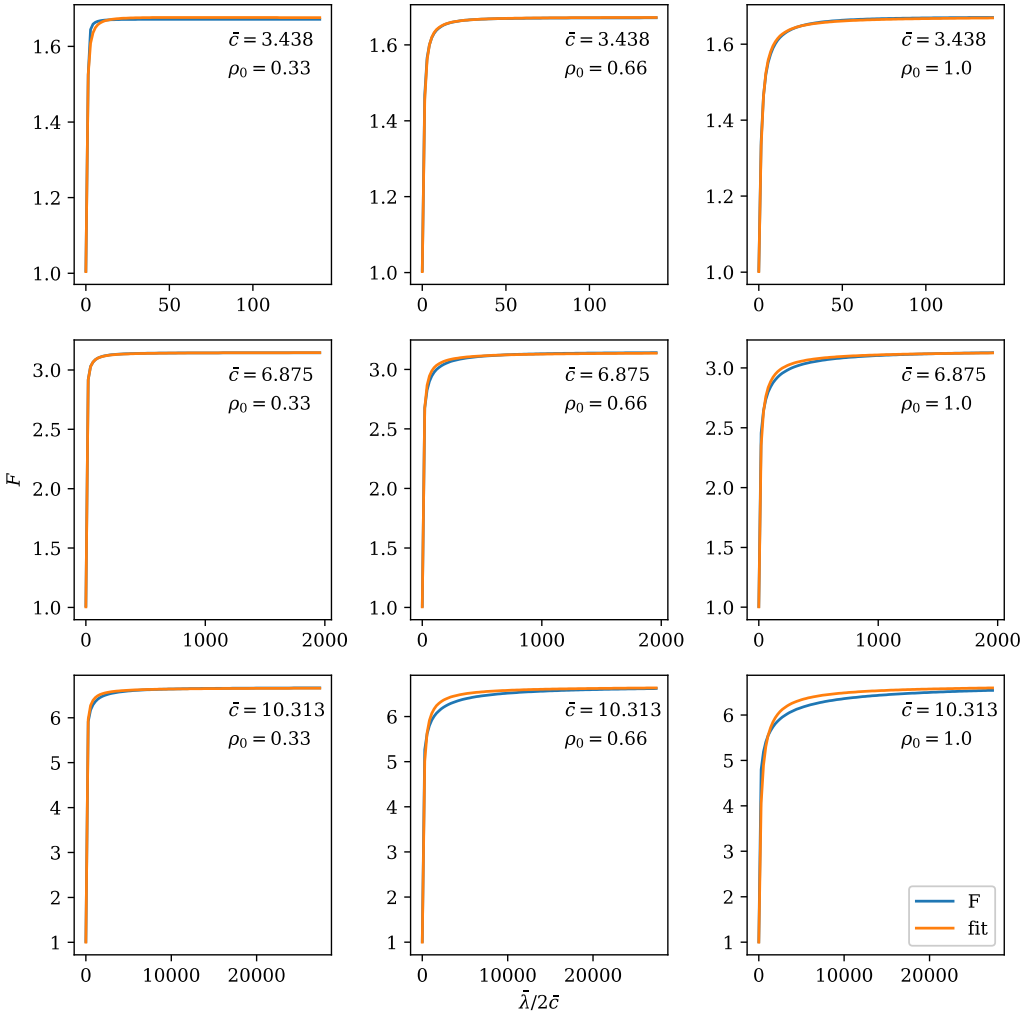 1.6
1.4
1.2
1.0
0 50 100
c̄ = 3.438
ρ₀ = 0.33
1.6
1.4
1.2
1.0
0 50 100
c̄ = 3.438
ρ₀ = 0.66
1.6
1.4
1.2
1.0
0 50 100
c̄ = 3.438
ρ₀ = 1.0
F
3.0
2.5
2.0
1.5
1.0
0 1000 2000
c̄ = 6.875
ρ₀ = 0.33
3.0
2.5
2.0
1.5
1.0
0 1000 2000
c̄ = 6.875
ρ₀ = 0.66
3.0
2.5
2.0
1.5
1.0
0 1000 2000
c̄ = 6.875
ρ₀ = 1.0
6
5
4
3
2
1
0 10000 20000
c̄ = 10.313
ρ₀ = 0.33
6
5
4
3
2
1
0 10000 20000
c̄ = 10.313
ρ₀ = 0.66
6
5
4
3
2
1
0 10000 20000
c̄ = 10.313
ρ₀ = 1.0
F
fit
λ̄/2c̄